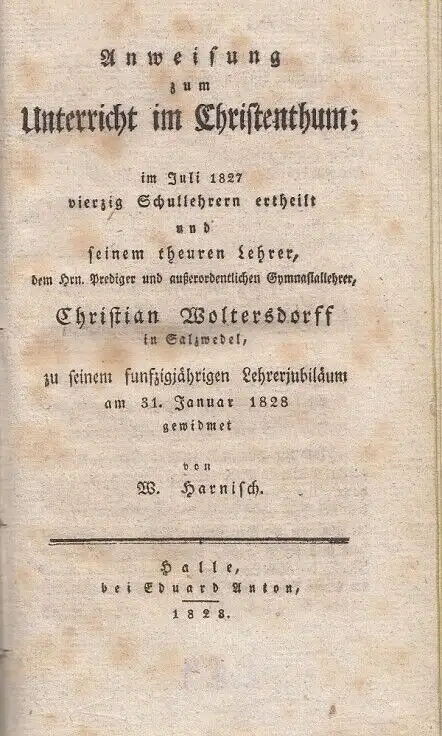 Anweisung
zum
Unterricht im Christenthum;
im Juli 1827
vierzig Schullehrern ertheilt
und
seinem theuren Lehrer,
dem Hrn. Prediger und außerordentlichen Gymnasiallehrer,
Christian Woltersdorff
in Salzwedel,
zu seinem funfzigjährigen Lehrerjubiläum
am 31. Januar 1828
gewidmet
von
W. Harnisch.
Halle,
bei Eduard Anton,
1828.